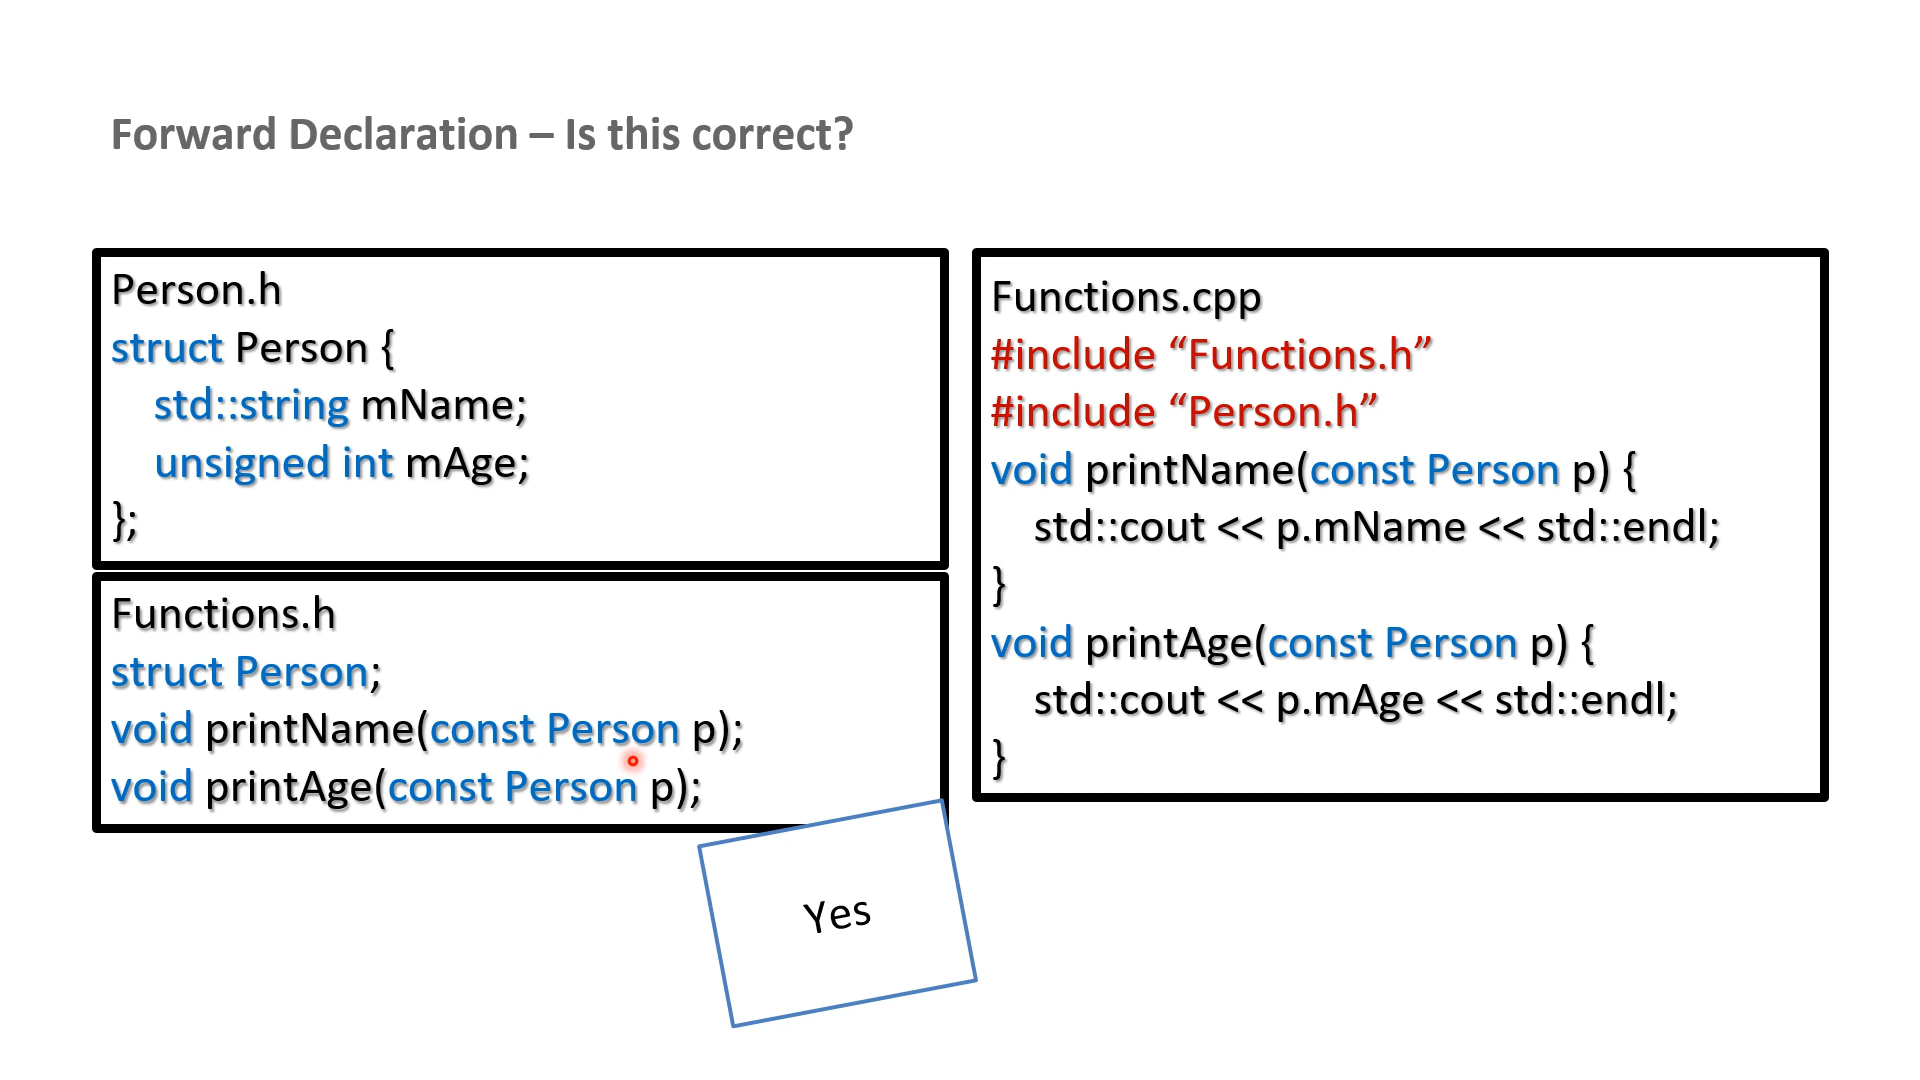 Forward Declaration – Is this correct?
Person.h
struct Person {
std::string mName;
unsigned int mAge;
};
Functions.h
struct Person;
void printName(const Person p);
void printAge(const Person p);
Functions.cpp
#include “Functions.h”
#include “Person.h”
void printName(const Person p) {
std::cout << p.mName << std::endl;
}
void printAge(const Person p) {
std::cout << p.mAge << std::endl;
}
Yes